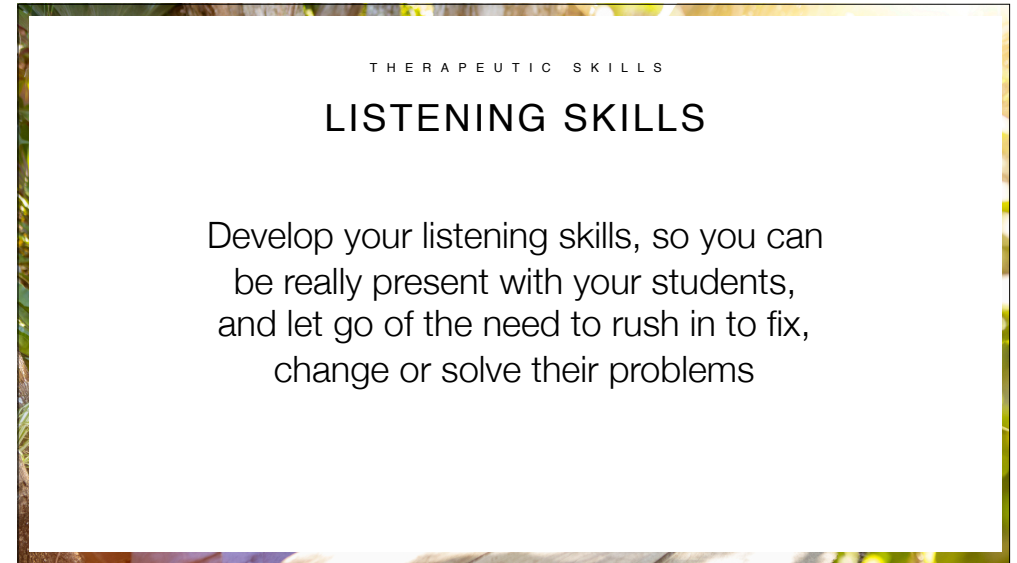 THERAPEUTIC SKILLS
LISTENING SKILLS
Develop your listening skills, so you can
be really present with your students,
and let go of the need to rush in to fix,
change or solve their problems